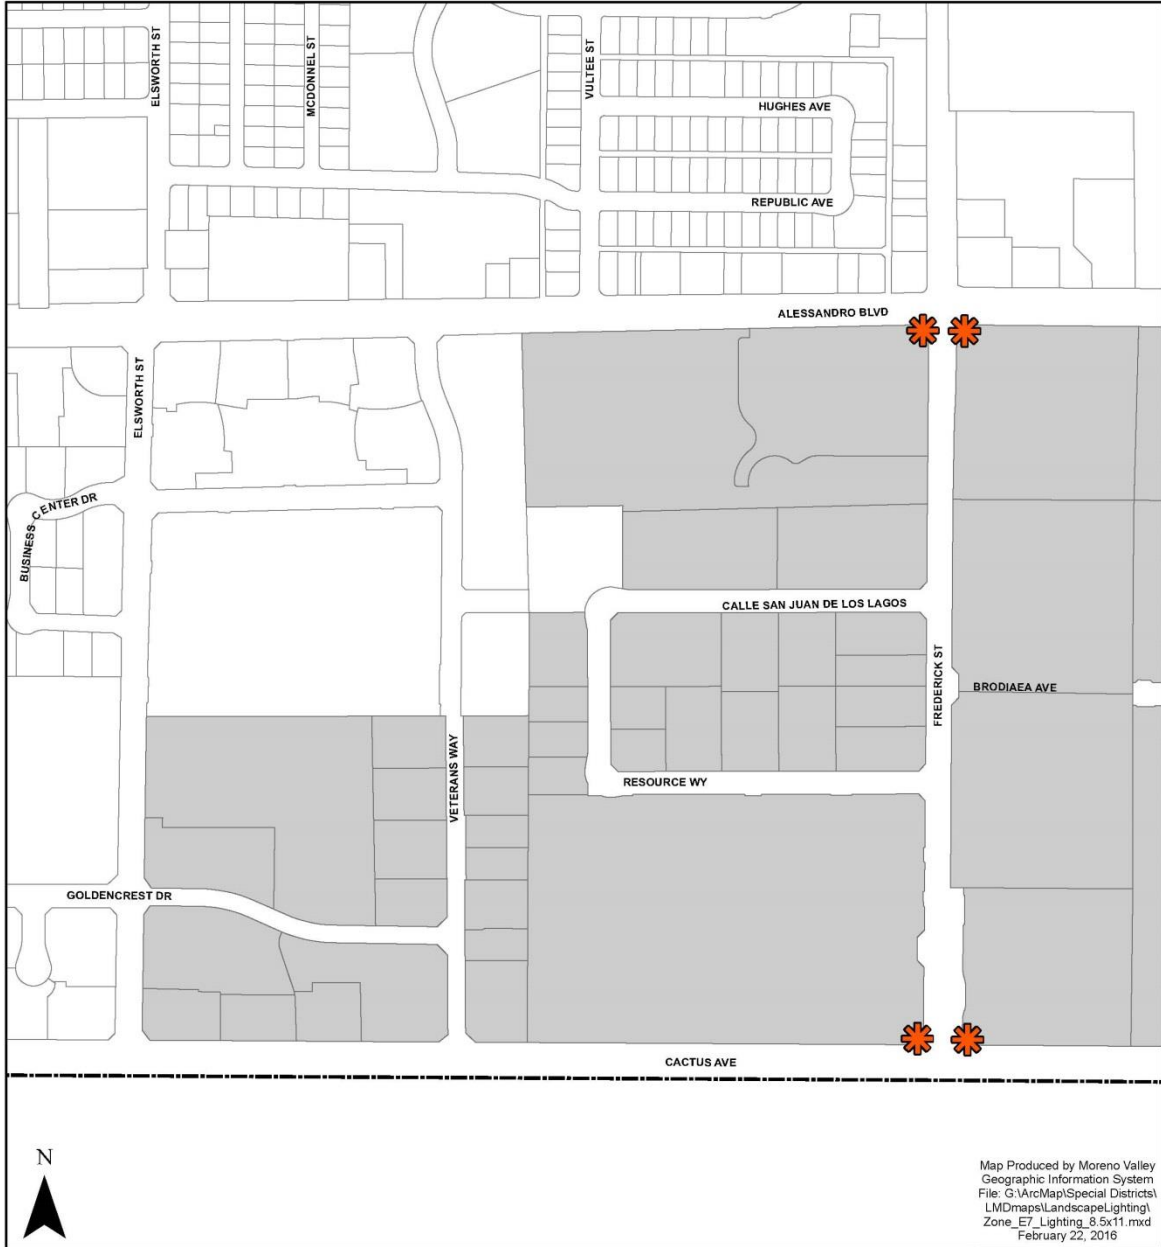 ELSWORTH ST
MCDONNEL ST
VULTEE ST
HUGHES AVE
REPUBLIC AVE
ALESSANDRO BLVD
ELSWORTH ST
BUSINESS CENTER DR
CALLE SAN JUAN DE LOS LAGOS
FREDERICK ST
BRODIAEA AVE
VETERANS WAY
RESOURCE WY
GOLDENCREST DR
CACTUS AVE
N
Map Produced by Moreno Valley
Geographic Information System
File: G:\ArcMap\Special Districts\
LMDmaps\LandscapeLighting\
Zone_E7_Lighting_8.5x11.mxd
February 22, 2016